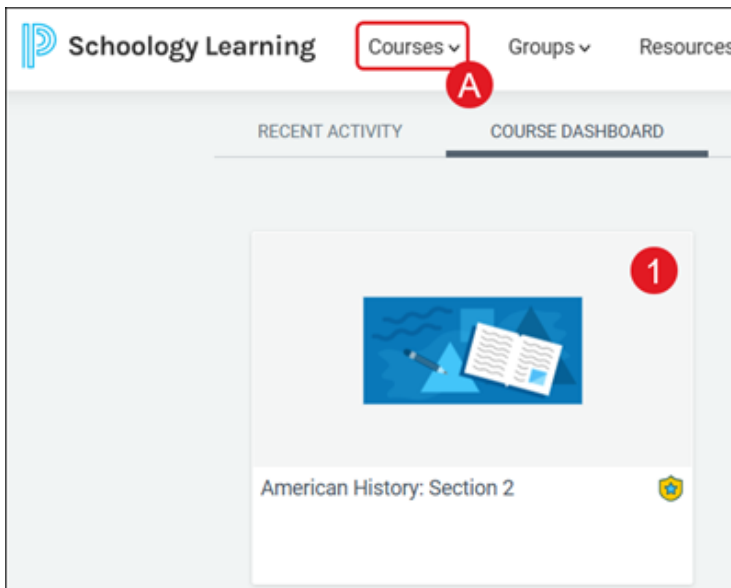 Schoology Learning Courses Groups Resources
A
RECENT ACTIVITY COURSE DASHBOARD
1
American History: Section 2